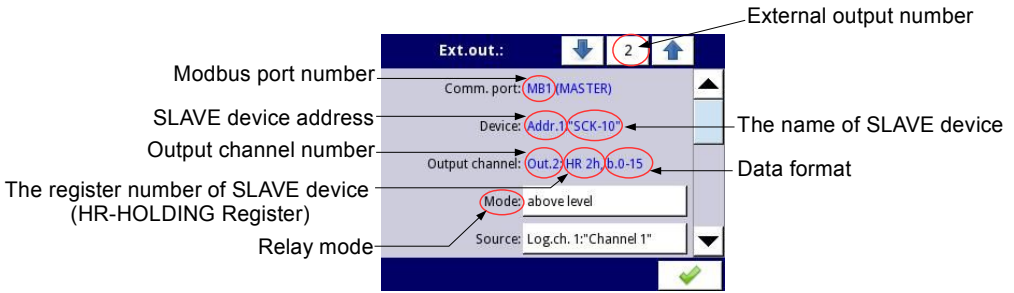 External output number
Ext.out.:
2
Modbus port number
Comm. port: MB1 (MASTER)
SLAVE device address
Device: Addr.1:"SCK-10"
The name of SLAVE device
Output channel number
Output channel: Out.2; HR 2h, b.0-15
Data format
The register number of SLAVE device
(HR-HOLDING Register)
Mode: above level
Relay mode
Source: Log.ch. 1:"Channel 1"